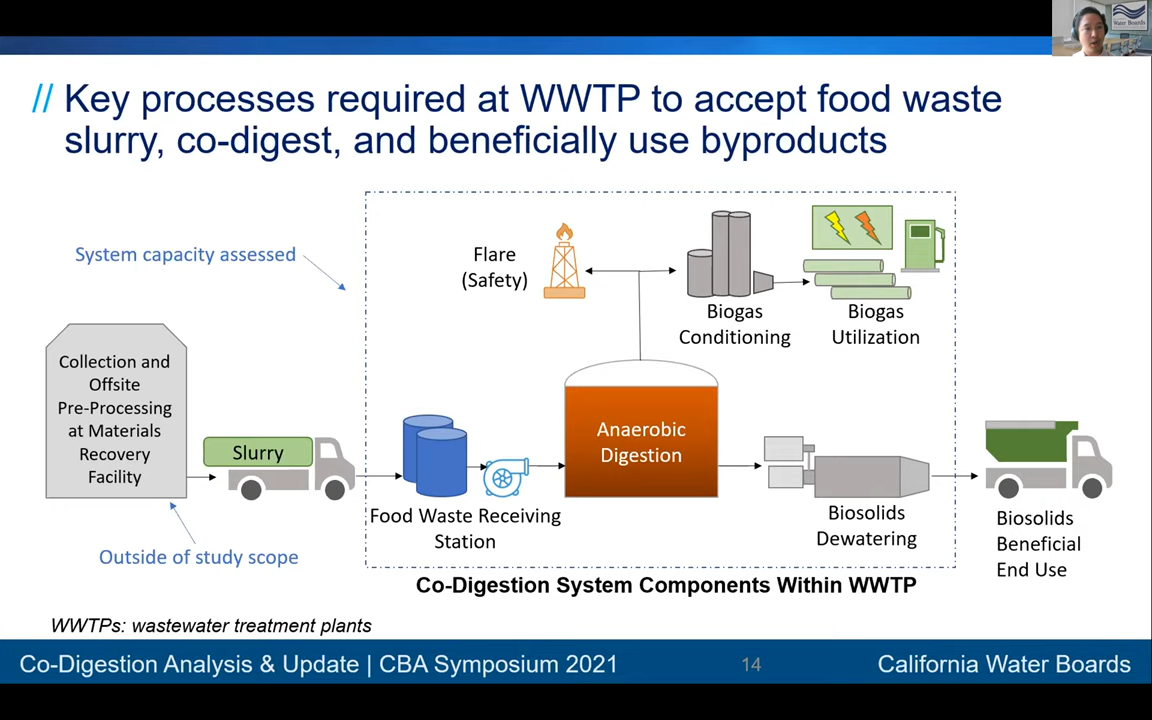 Water Boards
// Key processes required at WWTP to accept food waste
slurry, co-digest, and beneficially use byproducts
System capacity assessed
Flare
(Safety)
Biogas
Conditioning
Biogas
Utilization
Collection and
Offsite
Pre-Processing
at Materials
Recovery
Facility
Slurry
Anaerobic
Digestion
Food Waste Receiving
Station
Biosolids
Dewatering
Biosolids
Beneficial
End Use
Outside of study scope
Co-Digestion System Components Within WWTP
WWTPs: wastewater treatment plants
Co-Digestion Analysis & Update | CBA Symposium 2021
14
California Water Boards